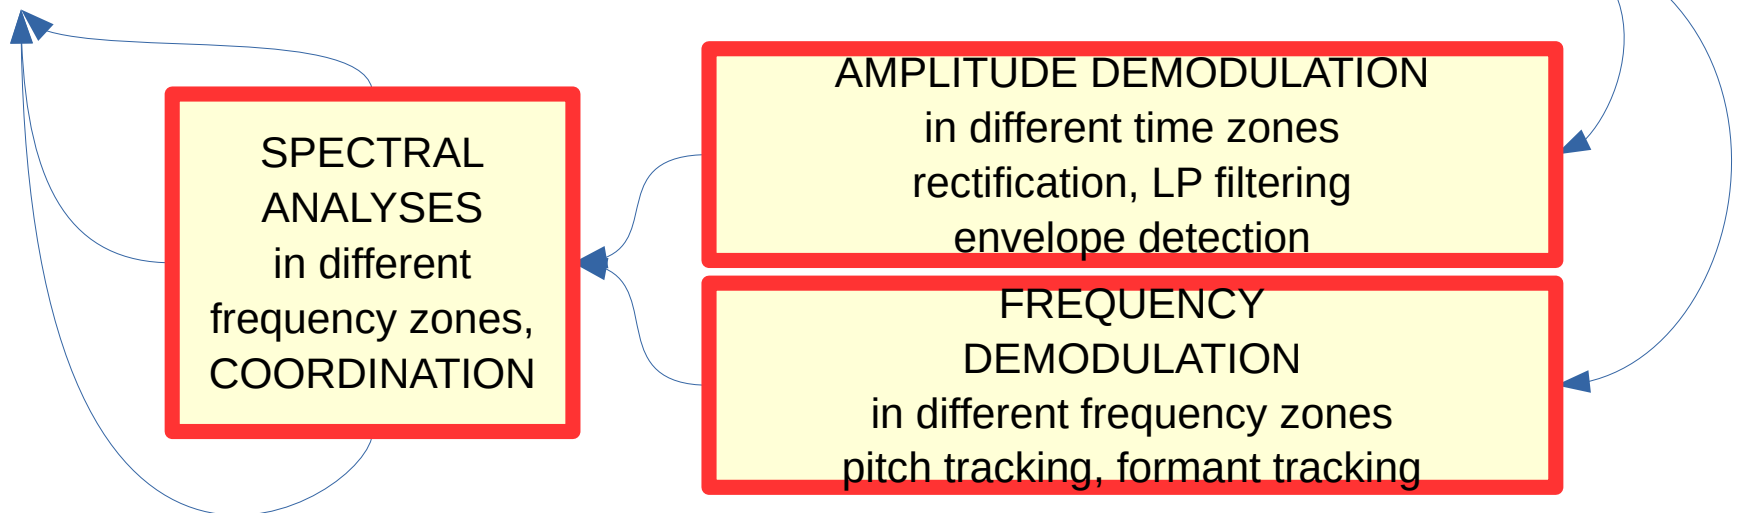 SPECTRAL
ANALYSES
in different
frequency zones,
COORDINATION
AMPLITUDE DEMODULATION
in different time zones
rectification, LP filtering
envelope detection
FREQUENCY
DEMODULATION
in different frequency zones
pitch tracking, formant tracking